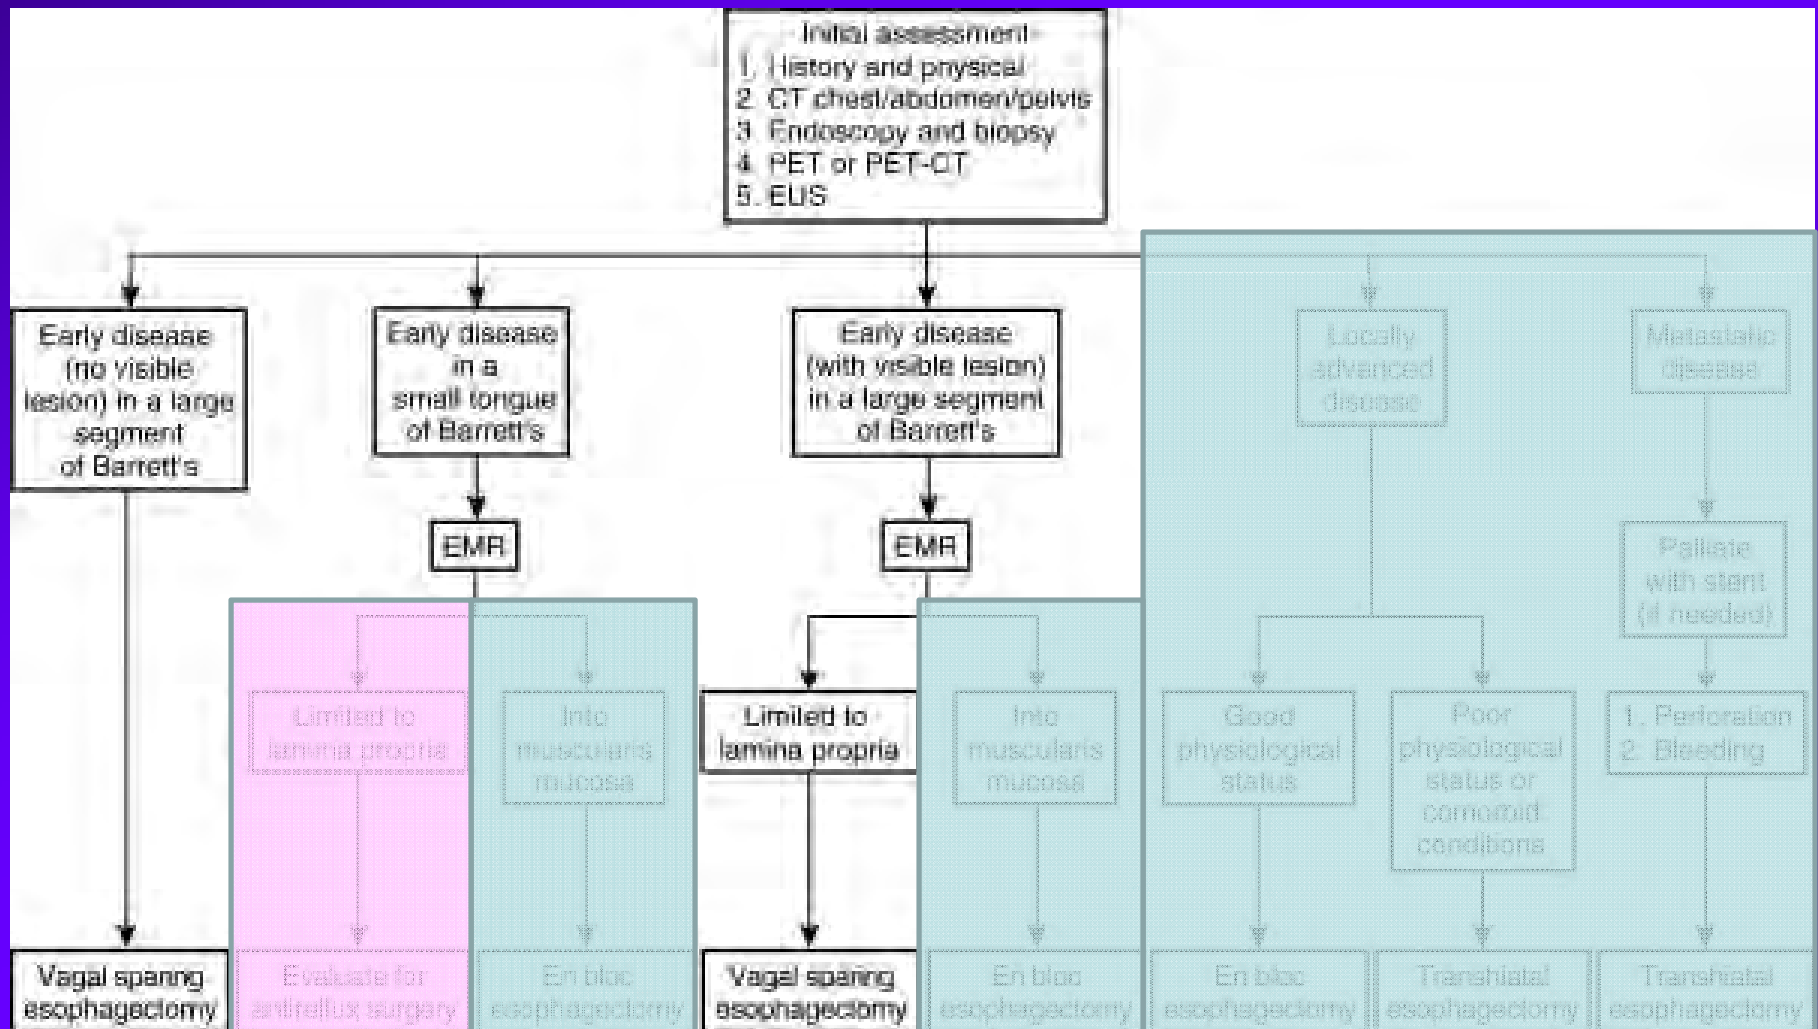 Initial assessment
1. History and physical
2. CT chest/abdomen/pelvis
3. Endoscopy and biopsy
4. PET or PET-CT
5. EUS
Early disease
(no visible
lesion) in a large
segment
of Barrett's
Early disease
in a
small tongue
of Barrett's
Early disease
(with visible lesion)
in a large segment
of Barrett's
Locally
advanced
disease
Metastatic
disease
EMR
EMR
Palliate
with stent
(if needed)
Limited to
lamina propria
Into
muscularis
mucosa
Limited to
lamina propria
Into
muscularis
mucosa
Good
physiological
status
Poor
physiological
status or
comorbid
conditions
1. Perforation
2. Bleeding
Vagal sparing
esophagectomy
Evaluate for
antireflux surgery
En bloc
esophagectomy
Vagal sparing
esophagectomy
En bloc
esophagectomy
En bloc
esophagectomy
Transhiatal
esophagectomy
Transhiatal
esophagectomy